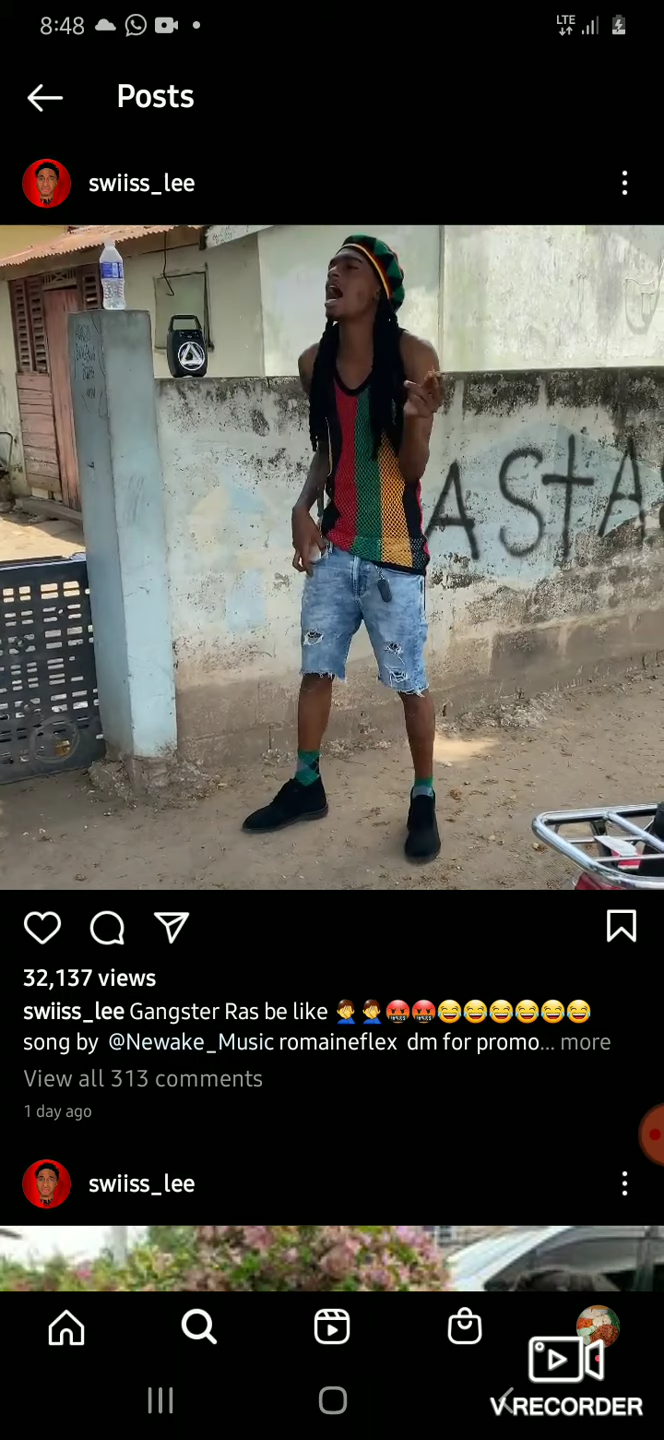 8:48
LTE
Posts
swiiss_lee
ASTA
32,137 views
swiiss_lee Gangster Ras be like 🤦‍♂️🤦‍♂️🤬🤬😂😂😂😂😂😂
song by @Newake_Music romaineflex dm for promo... more
View all 313 comments
1 day ago
swiiss_lee
VRECORDER